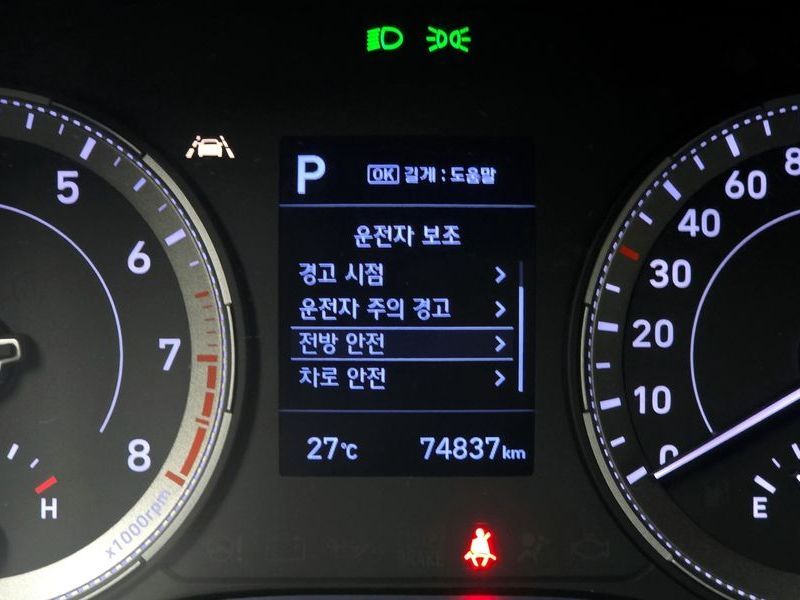 P
OK 길게 : 도움말
운전자 보조
경고 시점
운전자 주의 경고
전방 안전
차로 안전
27°C 74837km
5
6
7
8
x1000rpm
H
0
10
20
30
40
60
E
BRAKE